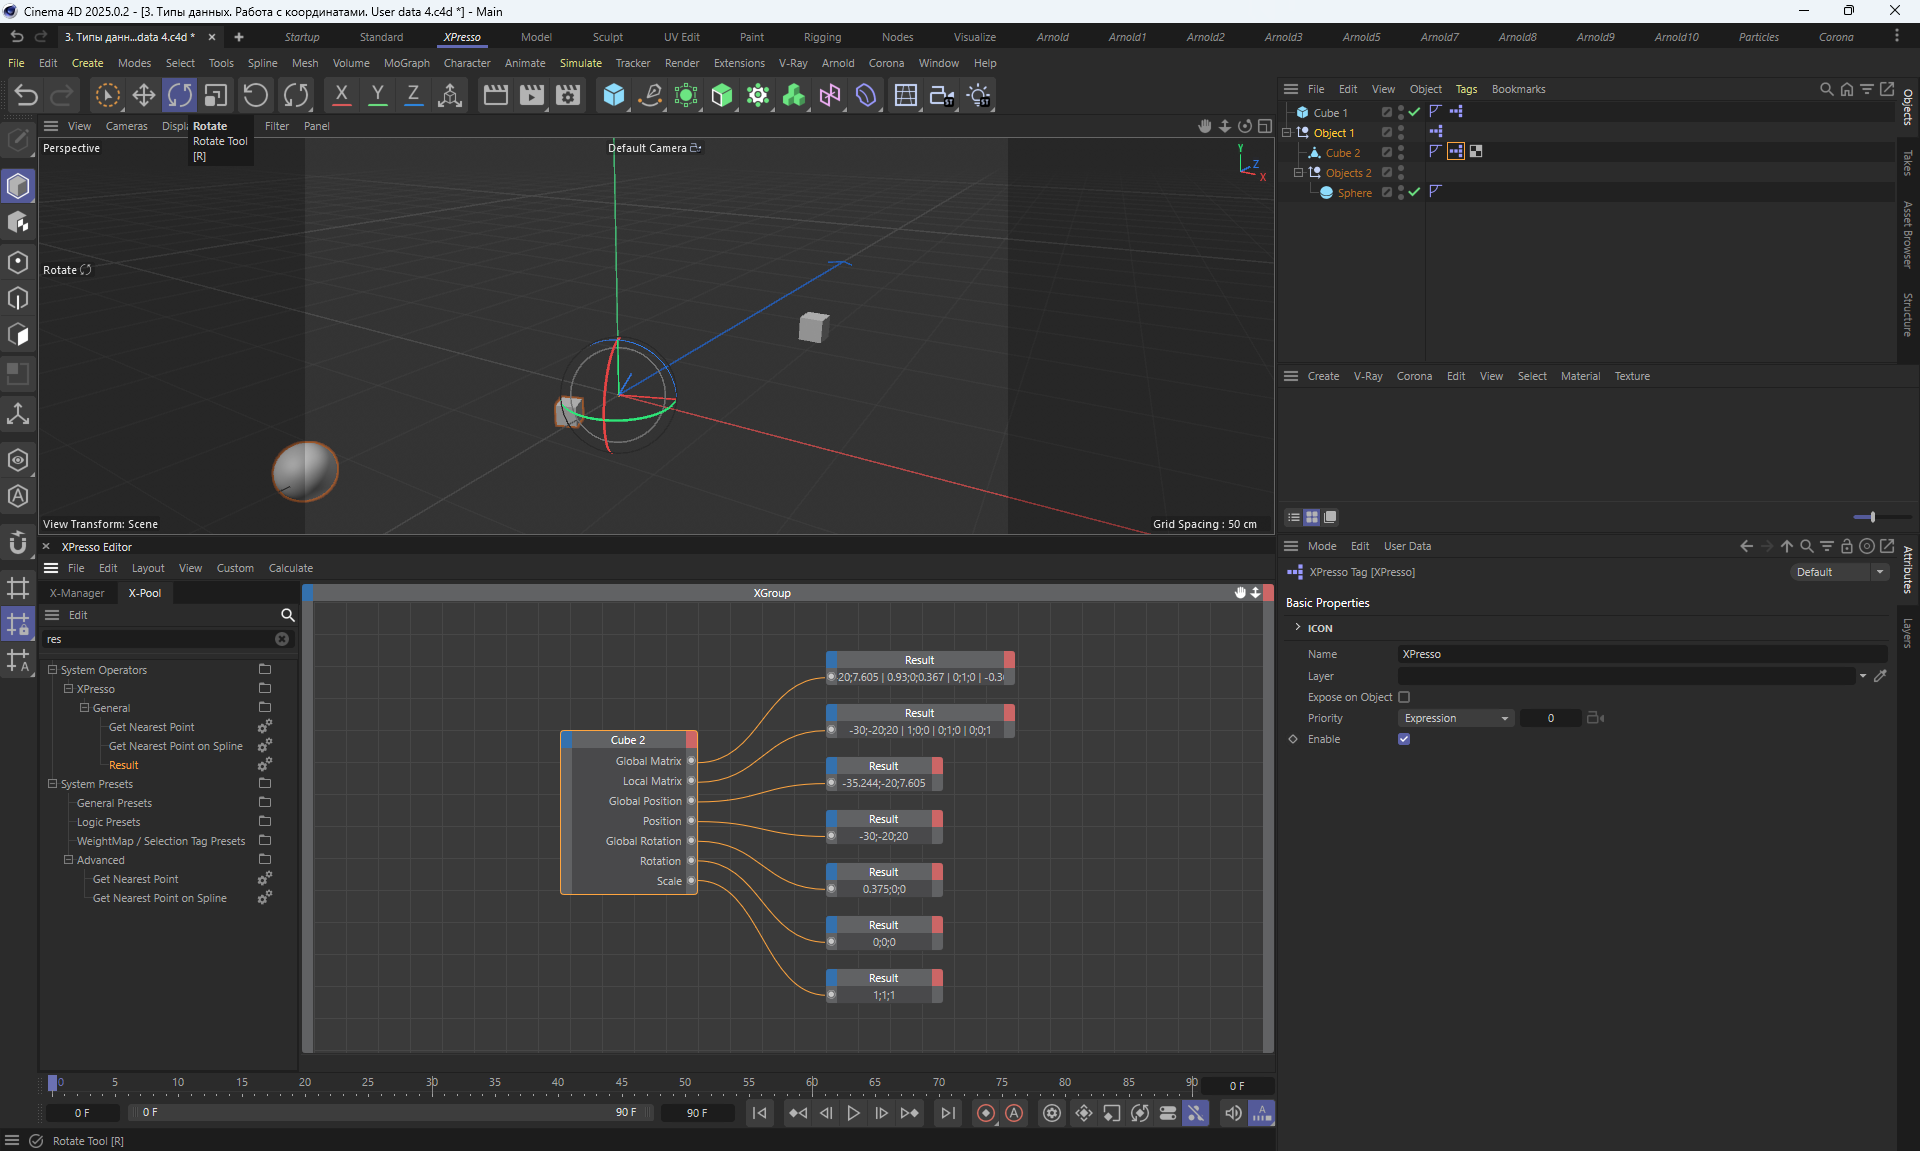 Cinema 4D 2025.0.2 - [3. Типы данных. Работа с координатами. User data 4.c4d *] - Main
3. Типы данн...data 4.c4d *
Startup Standard XPresso Model Sculpt UV Edit Paint Rigging Nodes Visualize Arnold Arnold1 Arnold2 Arnold3 Arnold5 Arnold7 Arnold8 Arnold9 Arnold10 Particles Corona
File Edit Create Modes Select Tools Spline Mesh Volume MoGraph Character Animate Simulate Tracker Render Extensions V-Ray Arnold Corona Window Help
X Y Z
View Cameras Displ Filter Panel
Rotate
Rotate Tool
[R]
Perspective
Default Camera
Y
Z
X
Rotate
View Transform: Scene
Grid Spacing : 50 cm
File Edit View Object Tags Bookmarks
Cube 1
Object 1
Cube 2
Objects 2
Sphere
Objects
Takes
Asset Browser
Structure
Create V-Ray Corona Edit View Select Material Texture
XPresso Editor
File Edit Layout View Custom Calculate
X-Manager X-Pool
Edit
res
System Operators
XPresso
General
Get Nearest Point
Get Nearest Point on Spline
Result
System Presets
General Presets
Logic Presets
WeightMap / Selection Tag Presets
Advanced
Get Nearest Point
Get Nearest Point on Spline
XGroup
Cube 2
Global Matrix
Local Matrix
Global Position
Position
Global Rotation
Rotation
Scale
Result
20;7.605 | 0.93;0;0.367 | 0;1;0 | -0.3
Result
-30;-20;20 | 1;0;0 | 0;1;0 | 0;0;1
Result
-35.244;-20;7.605
Result
-30;-20;20
Result
0.375;0;0
Result
0;0;0
Result
1;1;1
Mode Edit User Data
XPresso Tag [XPresso]
Default
Basic Properties
ICON
Name XPresso
Layer
Expose on Object
Priority Expression 0
Enable
Attributes
Layers
0 5 10 15 20 25 30 35 40 45 50 55 60 65 70 75 80 85 90
0 F
0 F 0 F 90 F 90 F
Rotate Tool [R]